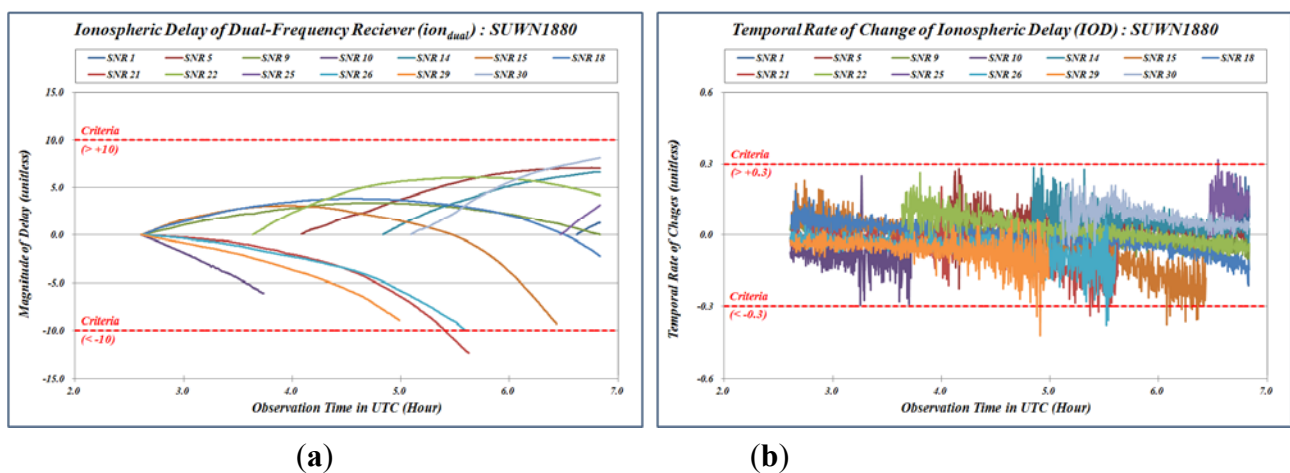 Ionospheric Delay of Dual-Frequency Reciever (ion_dual) : SUWN1880
SNR 1 SNR 5 SNR 9 SNR 10 SNR 14 SNR 15 SNR 18
SNR 21 SNR 22 SNR 25 SNR 26 SNR 29 SNR 30
Magnitude of Delay (unitless)
15.0
10.0
5.0
0.0
-5.0
-10.0
-15.0
Criteria
(> +10)
Criteria
(< -10)
2.0 3.0 4.0 5.0 6.0 7.0
Observation Time in UTC (Hour)
(a)
Temporal Rate of Change of Ionospheric Delay (IOD) : SUWN1880
SNR 1 SNR 5 SNR 9 SNR 10 SNR 14 SNR 15 SNR 18
SNR 21 SNR 22 SNR 25 SNR 26 SNR 29 SNR 30
Temporal Rate of Chages (unitless)
0.6
0.3
0.0
-0.3
-0.6
Criteria
(> +0.3)
Criteria
(< -0.3)
2.0 3.0 4.0 5.0 6.0 7.0
Observation Time in UTC (Hour)
(b)